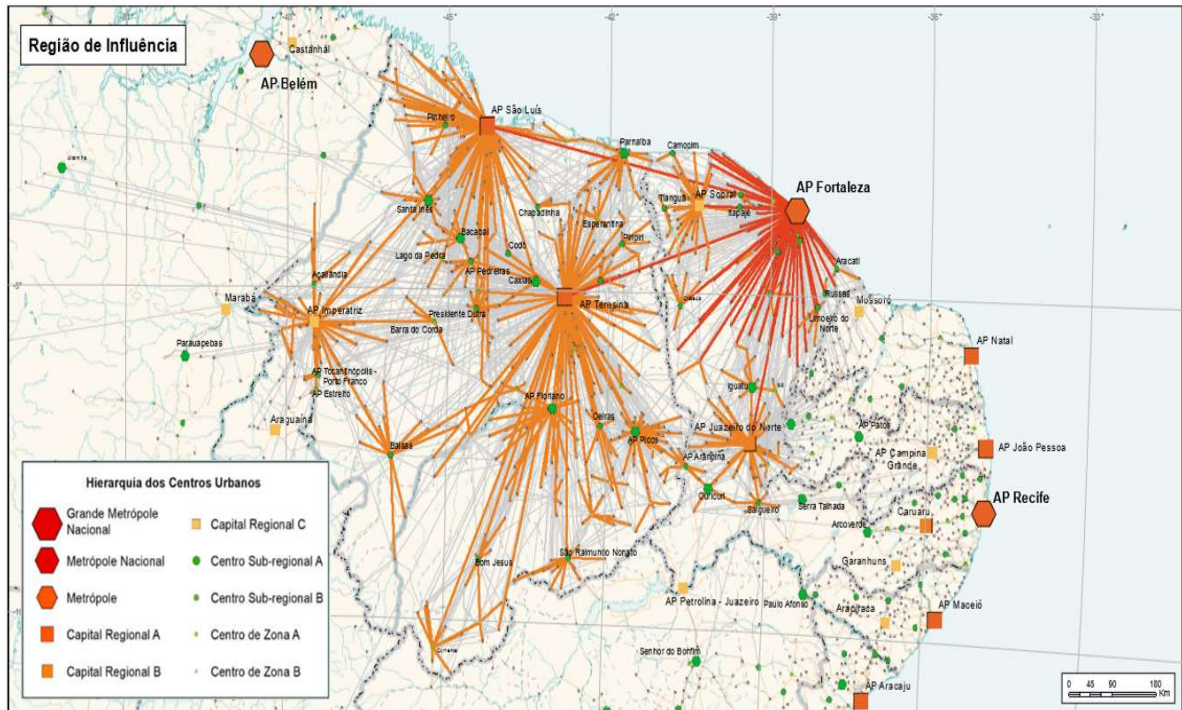 Região de Influência
AP Belém
Castánhál
AP São Luís
Pinheiro
Parnaíba
Camocim
AP Fortaleza
Tianguá
AP Sobral
Itapajé
Santa Inês
Chapadinha
Esperantina
Bacabal
Piripiri
Lago da Pedra
Codó
Aracati
AP Pedreiras
Caxias
Açailândia
Russas
Marabá
AP Imperatriz
Presidente Dutra
AP Teresina
Limoeiro do
Norte
Mossoró
Barra do Corda
Parauapebas
AP Natal
AP Tocantinópolis -
Porto Franco
AP Estreito
Iguatu
AP Floriano
Araguaína
Oeiras
AP Picos
AP Juazeiro do Norte
AP Patos
Balsas
AP Araripina
AP Campina
Grande
AP João Pessoa
Ouricuri
Salgueiro
Serra Talhada
AP Recife
Arcoverde
Caruaru
Bom Jesus
São Raimundo Nonato
Garanhuns
AP Petrolina - Juazeiro
Paulo Afonso
Arapiraca
AP Maceió
Senhor do Bonfim
AP Aracaju
Hierarquia dos Centros Urbanos
Grande Metrópole
Nacional
Metrópole Nacional
Metrópole
Capital Regional A
Capital Regional B
Capital Regional C
Centro Sub-regional A
Centro Sub-regional B
Centro de Zona A
Centro de Zona B
0 45 90 180
Km